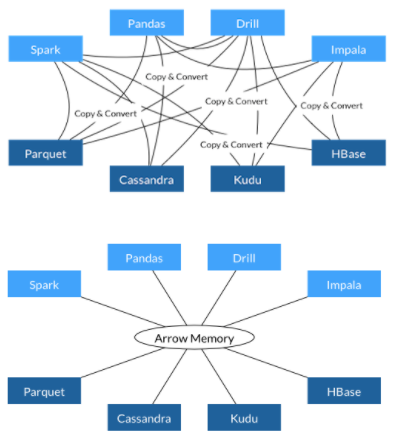 Pandas
Drill
Spark
Impala
Copy & Convert
Copy & Convert
Copy & Convert
Copy & Convert
Copy & Convert
Parquet
HBase
Cassandra
Kudu
Pandas
Drill
Spark
Impala
Arrow Memory
Parquet
HBase
Cassandra
Kudu